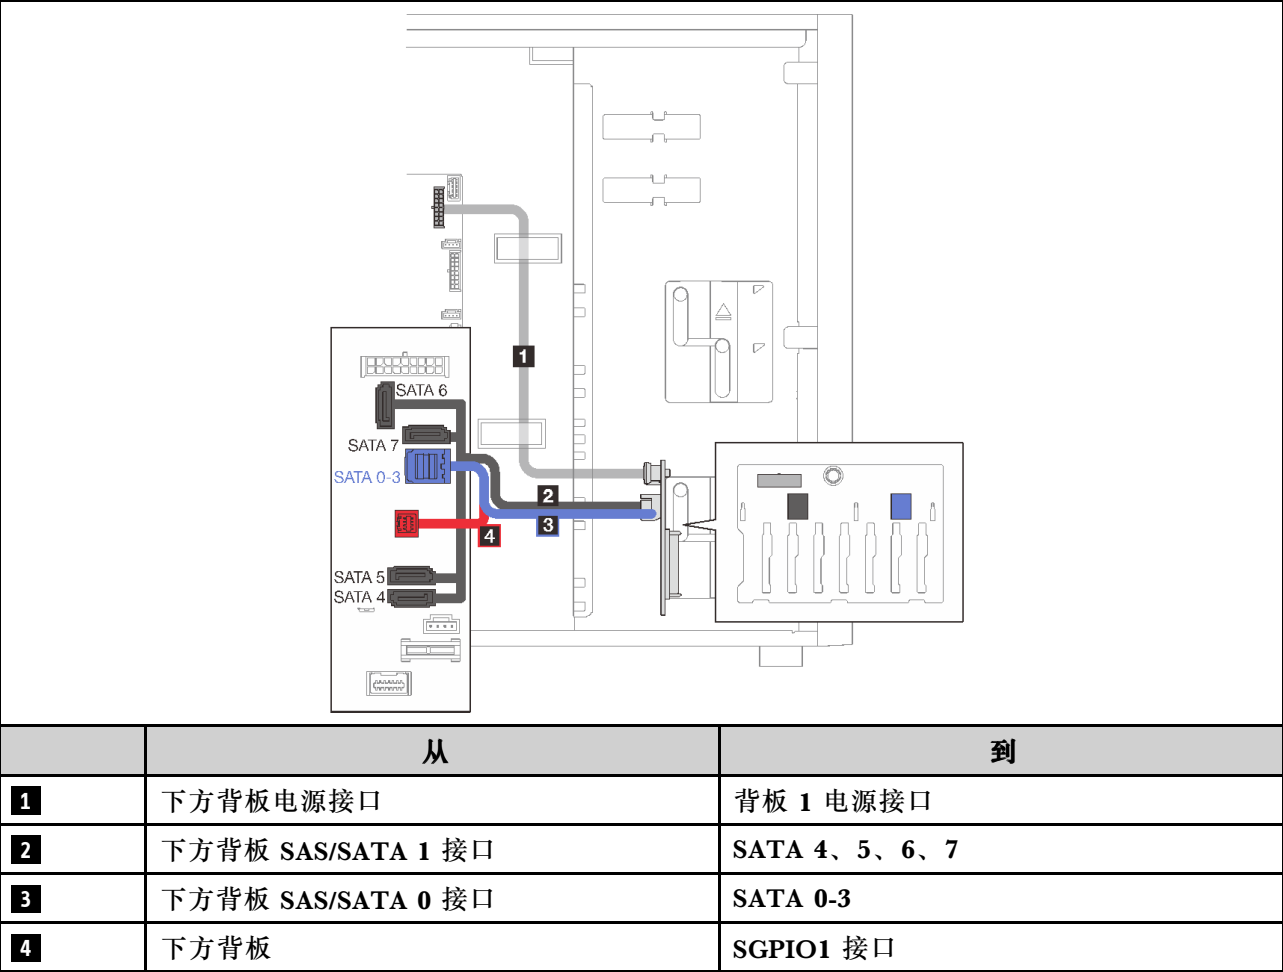 1
SATA 6
SATA 7
SATA 0-3
2
3
4
SATA 5
SATA 4
从 到
1 下方背板电源接口 背板 1 电源接口
2 下方背板 SAS/SATA 1 接口 SATA 4、5、6、7
3 下方背板 SAS/SATA 0 接口 SATA 0-3
4 下方背板 SGPIO1 接口